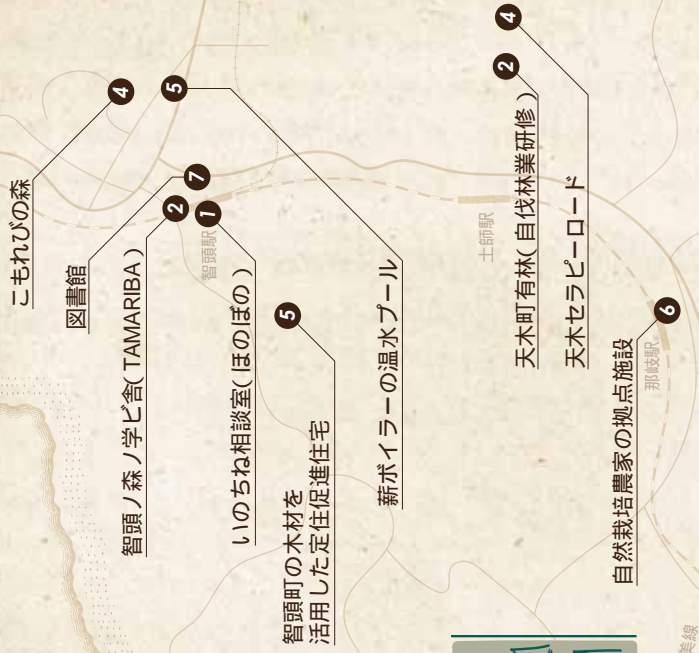 こもれびの森
4
図書館
7
智頭ノ森ノ学ビ舎(TAMARIBA)
2
智頭駅
いのちね相談室(ほのぼの)
1
智頭町の木材を
活用した定住促進住宅
5
薪ボイラーの温水プール
5
土師駅
天木町有林(自伐林業研修)
2
天木セラピーロード
4
自然栽培農家の拠点施設
6
那岐駅
美線